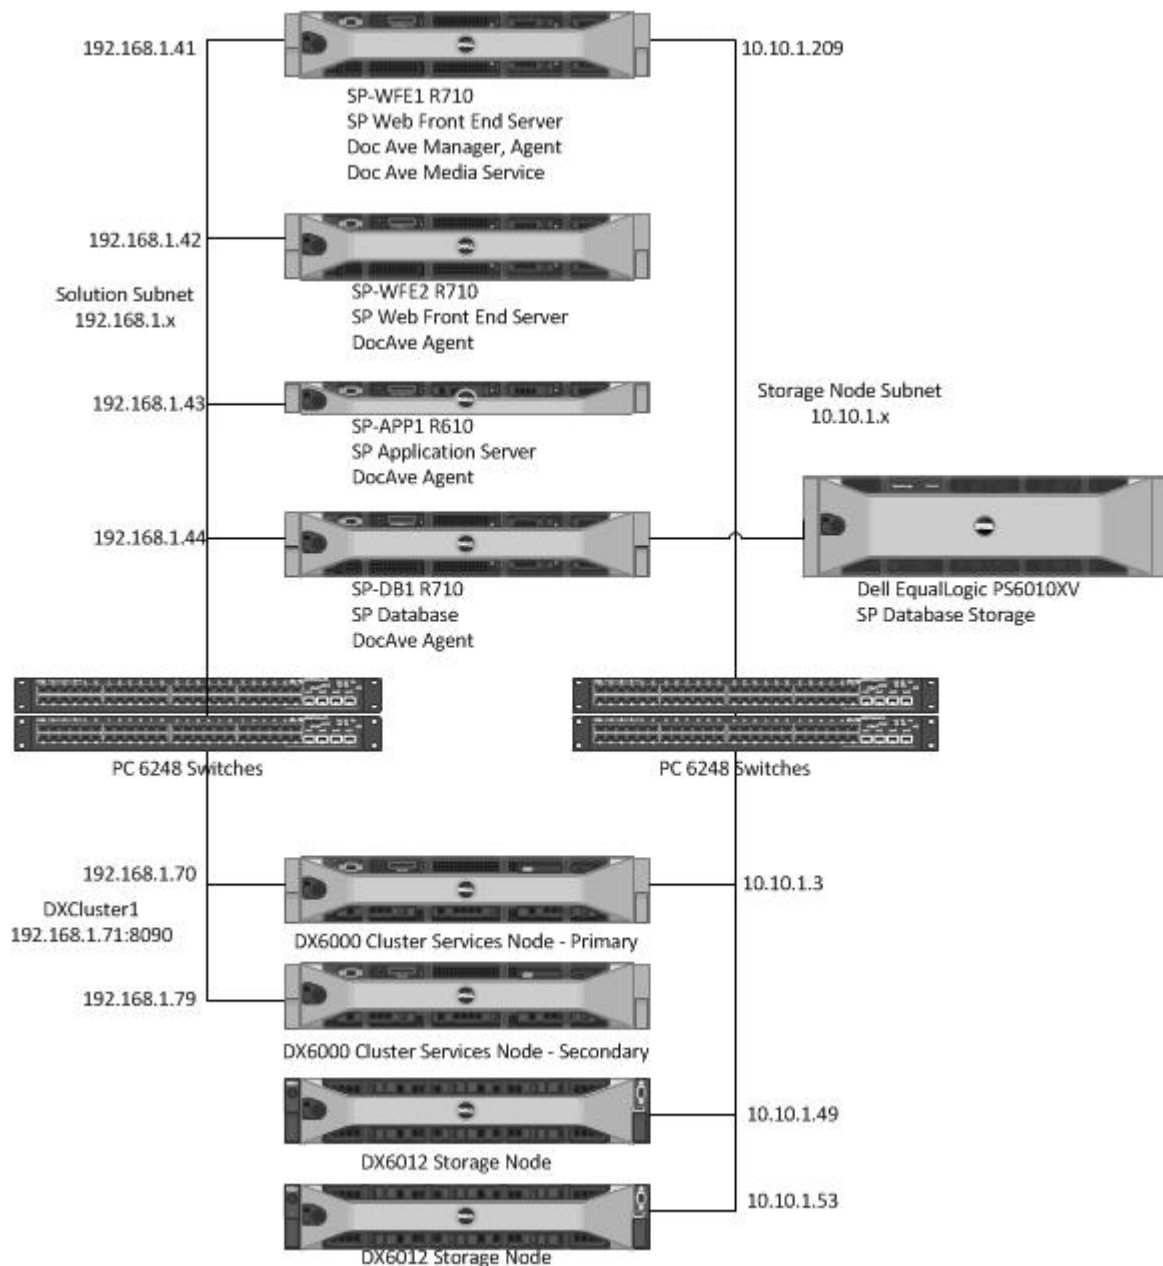 192.168.1.41
10.10.1.209
SP-WFE1 R710
SP Web Front End Server
Doc Ave Manager, Agent
Doc Ave Media Service
192.168.1.42
Solution Subnet
192.168.1.x
SP-WFE2 R710
SP Web Front End Server
DocAve Agent
192.168.1.43
SP-APP1 R610
SP Application Server
DocAve Agent
Storage Node Subnet
10.10.1.x
192.168.1.44
SP-DB1 R710
SP Database
DocAve Agent
Dell EqualLogic PS6010XV
SP Database Storage
PC 6248 Switches
PC 6248 Switches
192.168.1.70
DXCluster1
192.168.1.71:8090
10.10.1.3
DX6000 Cluster Services Node - Primary
192.168.1.79
DX6000 Cluster Services Node - Secondary
10.10.1.49
DX6012 Storage Node
10.10.1.53
DX6012 Storage Node